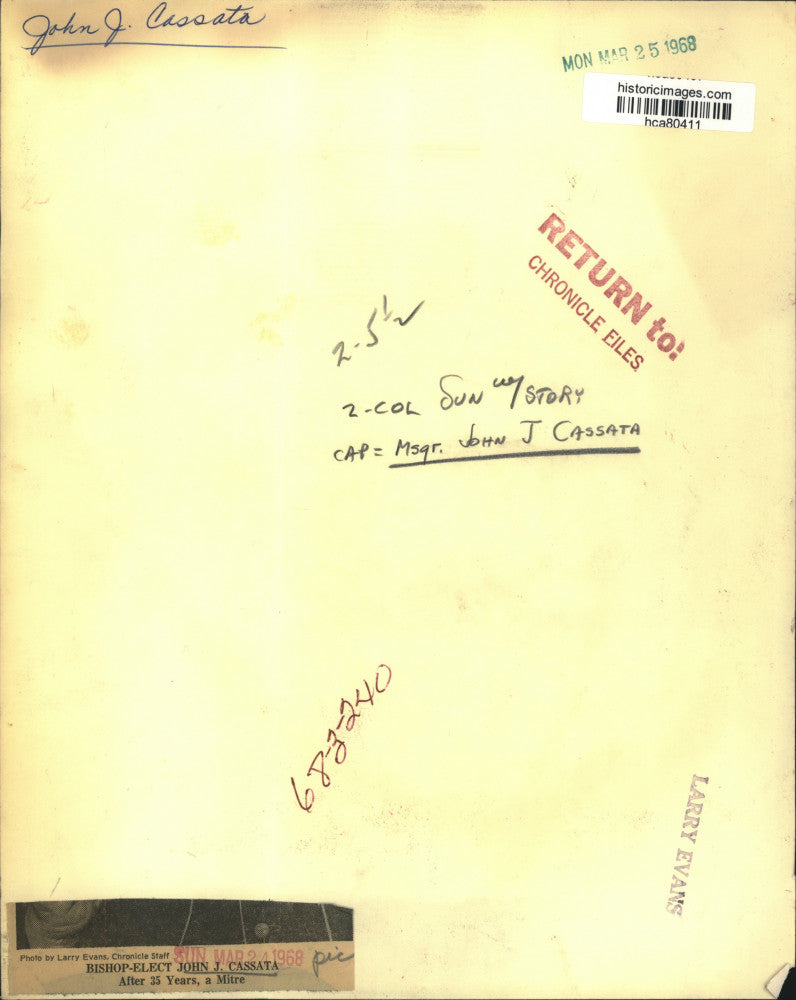 John J. Cassata
MON MAR 25 1968
historicimages.com
hca80411
RETURN to:
CHRONICLE FILES
2-5½
2-COL SUN w/ STORY
CAP = Msgr. JOHN J CASSATA
68-3-240
LARRY EVANS
Photo by Larry Evans, Chronicle Staff
SUN MAR 24 1968
pic
BISHOP-ELECT JOHN J. CASSATA
After 35 Years, a Mitre